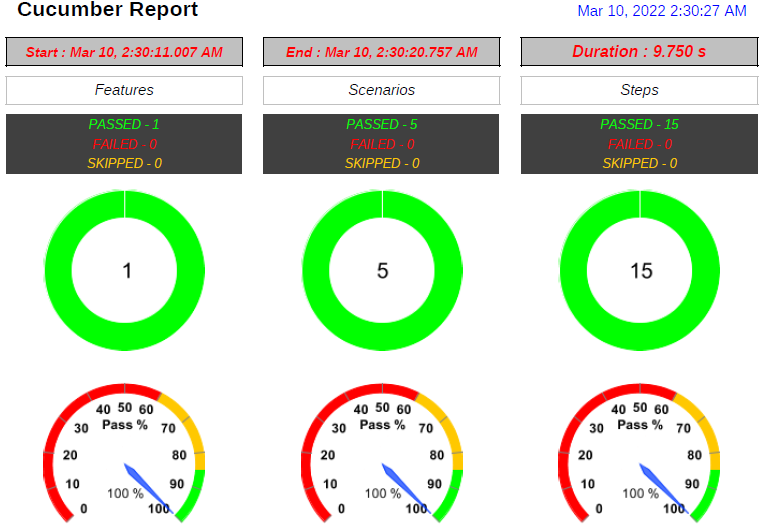 Cucumber Report
Mar 10, 2022 2:30:27 AM
Start : Mar 10, 2:30:11.007 AM
End : Mar 10, 2:30:20.757 AM
Duration : 9.750 s
Features
Scenarios
Steps
PASSED - 1
FAILED - 0
SKIPPED - 0
PASSED - 5
FAILED - 0
SKIPPED - 0
PASSED - 15
FAILED - 0
SKIPPED - 0
1
5
15
0
10
20
30
40
50
60
70
80
90
100
Pass %
100 %
0
10
20
30
40
50
60
70
80
90
100
Pass %
100 %
0
10
20
30
40
50
60
70
80
90
100
Pass %
100 %